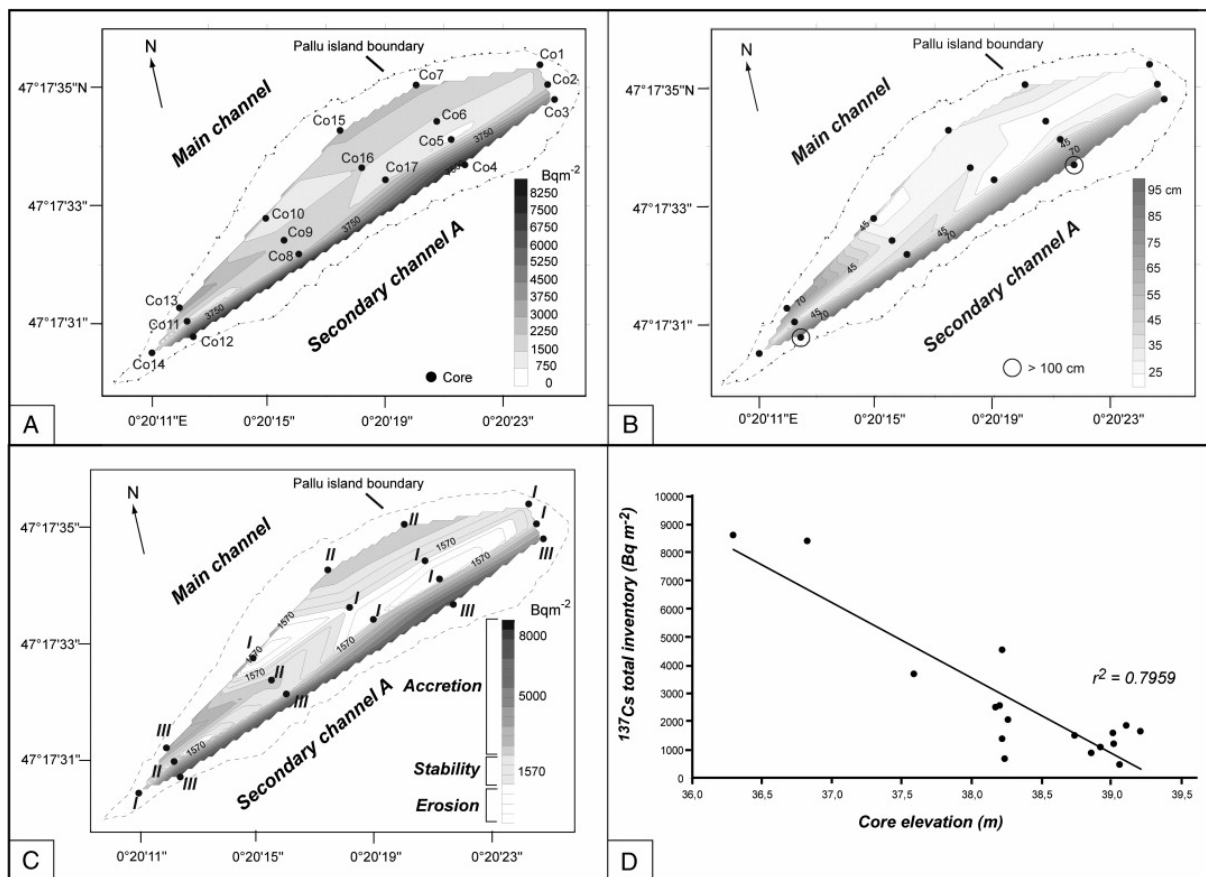 N
Pallu island boundary
Main channel
47°17'35"N
47°17'33"
47°17'31"
Co1
Co2
Co3
Co7
Co15
Co6
Co5
3750
Co4
Co16
Co17
Co10
3750
Co9
Co8
Co13
3750
Co11
Co12
Co14
Secondary channel A
Bqm-2
8250
7500
6750
6000
5250
4500
3750
3000
2250
1500
750
0
Core
0°20'11"E
0°20'15"
0°20'19"
0°20'23"
A
N
Pallu island boundary
Main channel
47°17'35"N
47°17'33"
47°17'31"
45
70
45
45
70
45
70
45
70
Secondary channel A
95 cm
85
75
65
55
45
35
25
> 100 cm
0°20'11"E
0°20'15"
0°20'19"
0°20'23"
B
N
Pallu island boundary
Main channel
47°17'35"
47°17'33"
47°17'31"
I
I
III
II
II
I
I
1570
1570
III
I
I
1570
I
1570
1570
II
III
III
1570
II
III
I
Secondary channel A
Bqm-2
8000
5000
1570
Accretion
Stability
Erosion
0°20'11"
0°20'15"
0°20'19"
0°20'23"
C
137Cs total inventory (Bq m-2)
10000
9000
8000
7000
6000
5000
4000
3000
2000
1000
0
r2 = 0.7959
36,0
36,5
37,0
37,5
38,0
38,5
39,0
39,5
Core elevation (m)
D